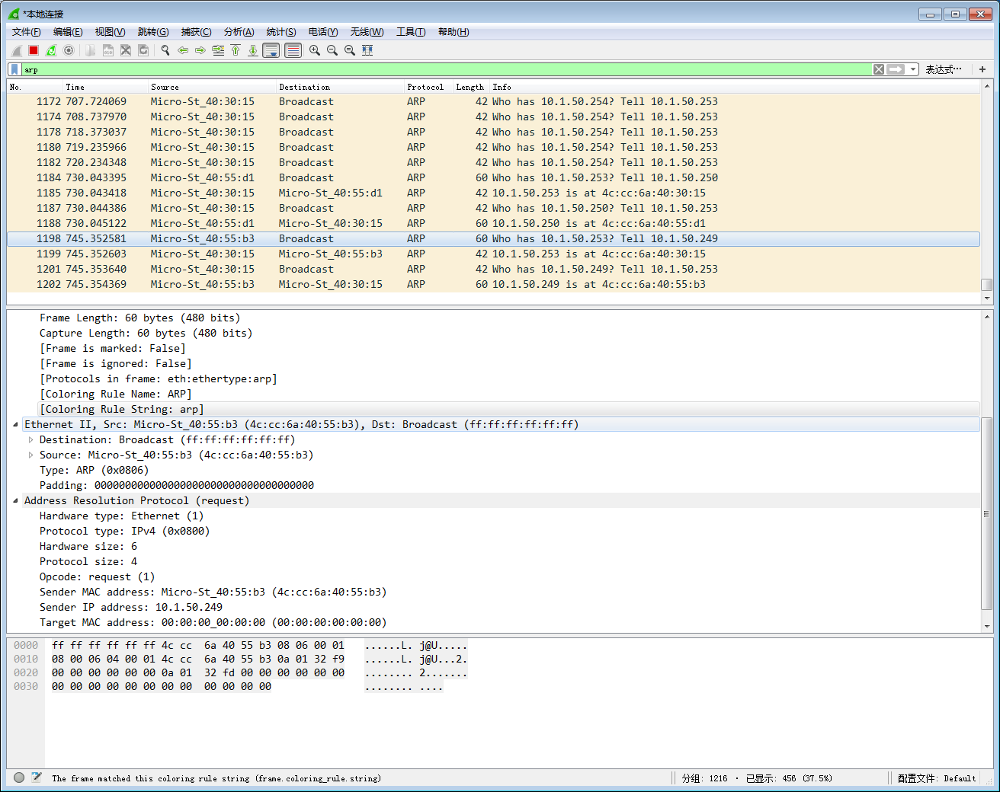 *本地连接
文件(F) 编辑(E) 视图(V) 跳转(G) 捕获(C) 分析(A) 统计(S) 电话(Y) 无线(W) 工具(T) 帮助(H)
arp 表达式… +
No. Time Source Destination Protocol Length Info
1172 707.724069 Micro-St_40:30:15 Broadcast ARP 42 Who has 10.1.50.254? Tell 10.1.50.253
1174 708.737970 Micro-St_40:30:15 Broadcast ARP 42 Who has 10.1.50.254? Tell 10.1.50.253
1178 718.373037 Micro-St_40:30:15 Broadcast ARP 42 Who has 10.1.50.254? Tell 10.1.50.253
1180 719.235966 Micro-St_40:30:15 Broadcast ARP 42 Who has 10.1.50.254? Tell 10.1.50.253
1182 720.234348 Micro-St_40:30:15 Broadcast ARP 42 Who has 10.1.50.254? Tell 10.1.50.253
1184 730.043395 Micro-St_40:55:d1 Broadcast ARP 60 Who has 10.1.50.253? Tell 10.1.50.250
1185 730.043418 Micro-St_40:30:15 Micro-St_40:55:d1 ARP 42 10.1.50.253 is at 4c:cc:6a:40:30:15
1187 730.044386 Micro-St_40:30:15 Broadcast ARP 42 Who has 10.1.50.250? Tell 10.1.50.253
1188 730.045122 Micro-St_40:55:d1 Micro-St_40:30:15 ARP 60 10.1.50.250 is at 4c:cc:6a:40:55:d1
1198 745.352581 Micro-St_40:55:b3 Broadcast ARP 60 Who has 10.1.50.253? Tell 10.1.50.249
1199 745.352603 Micro-St_40:30:15 Micro-St_40:55:b3 ARP 42 10.1.50.253 is at 4c:cc:6a:40:30:15
1201 745.353640 Micro-St_40:30:15 Broadcast ARP 42 Who has 10.1.50.249? Tell 10.1.50.253
1202 745.354369 Micro-St_40:55:b3 Micro-St_40:30:15 ARP 60 10.1.50.249 is at 4c:cc:6a:40:55:b3
Frame Length: 60 bytes (480 bits)
Capture Length: 60 bytes (480 bits)
[Frame is marked: False]
[Frame is ignored: False]
[Protocols in frame: eth:ethertype:arp]
[Coloring Rule Name: ARP]
[Coloring Rule String: arp]
Ethernet II, Src: Micro-St_40:55:b3 (4c:cc:6a:40:55:b3), Dst: Broadcast (ff:ff:ff:ff:ff:ff)
Destination: Broadcast (ff:ff:ff:ff:ff:ff)
Source: Micro-St_40:55:b3 (4c:cc:6a:40:55:b3)
Type: ARP (0x0806)
Padding: 000000000000000000000000000000000000
Address Resolution Protocol (request)
Hardware type: Ethernet (1)
Protocol type: IPv4 (0x0800)
Hardware size: 6
Protocol size: 4
Opcode: request (1)
Sender MAC address: Micro-St_40:55:b3 (4c:cc:6a:40:55:b3)
Sender IP address: 10.1.50.249
Target MAC address: 00:00:00_00:00:00 (00:00:00:00:00:00)
0000 ff ff ff ff ff ff 4c cc 6a 40 55 b3 08 06 00 01 ......L. j@U.....
0010 08 00 06 04 00 01 4c cc 6a 40 55 b3 0a 01 32 f9 ......L. j@U...2.
0020 00 00 00 00 00 00 0a 01 32 fd 00 00 00 00 00 00 ........ 2.......
0030 00 00 00 00 00 00 00 00 00 00 00 00 ........ ....
The frame matched this coloring rule string (frame.coloring_rule.string) 分组: 1216 · 已显示: 456 (37.5%) 配置文件: Default